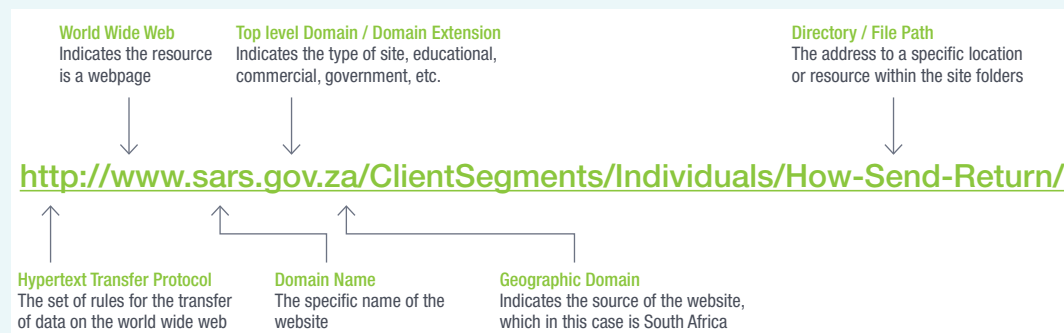 World Wide Web
Indicates the resource
is a webpage
Top level Domain / Domain Extension
Indicates the type of site, educational,
commercial, government, etc.
Directory / File Path
The address to a specific location
or resource within the site folders
http://www.sars.gov.za/ClientSegments/Individuals/How-Send-Return/
Hypertext Transfer Protocol
The set of rules for the transfer
of data on the world wide web
Domain Name
The specific name of the
website
Geographic Domain
Indicates the source of the website,
which in this case is South Africa